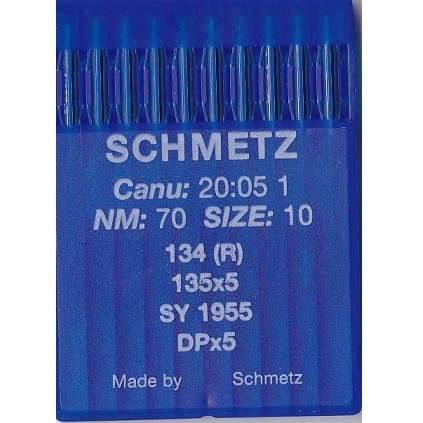 SCHMETZ
Canu: 20:05 1
NM: 70 SIZE: 10
134 (R)
135x5
SY 1955
DPx5
Made by Schmetz